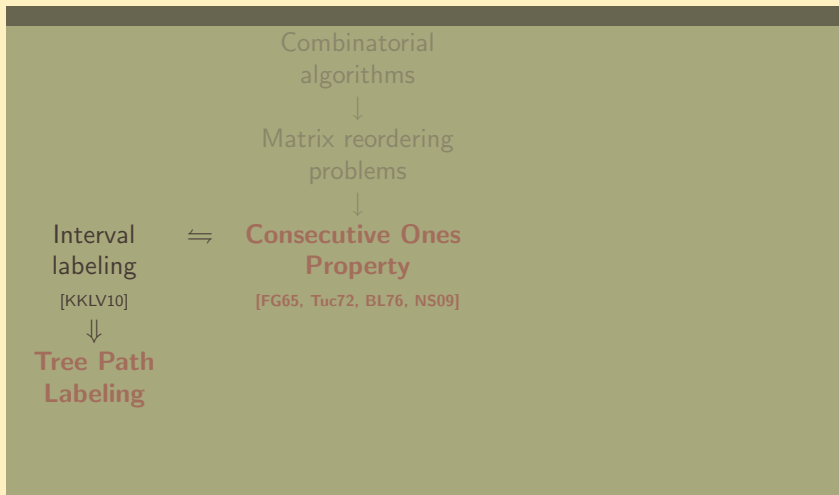 Combinatorial
algorithms
↓
Matrix reordering
problems
↓
Interval
labeling
[KKLV10]
⇓
Tree Path
Labeling
⇋
Consecutive Ones
Property
[FG65, Tuc72, BL76, NS09]